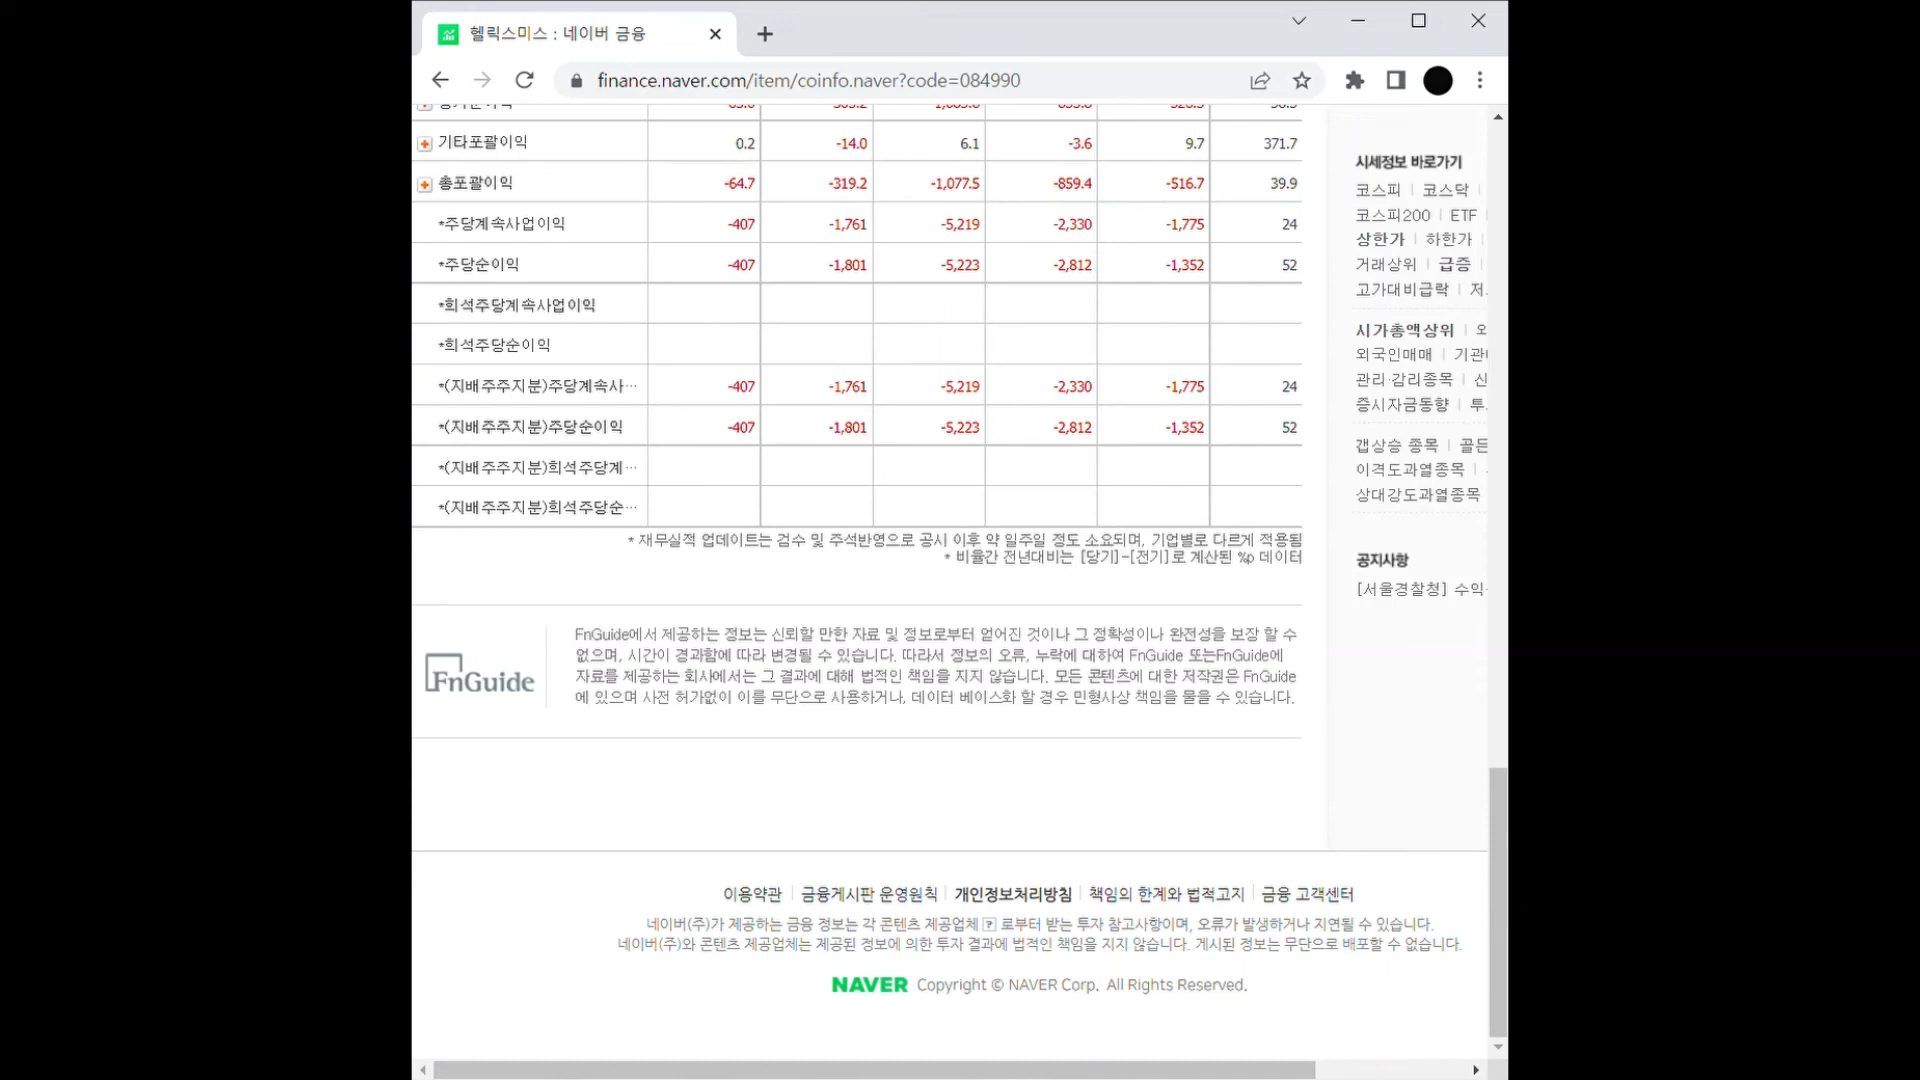 헬릭스미스 : 네이버 금융
finance.naver.com/item/coinfo.naver?code=084990
기타포괄이익 0.2 -14.0 6.1 -3.6 9.7 371.7
총포괄이익 -64.7 -319.2 -1,077.5 -859.4 -516.7 39.9
*주당계속사업이익 -407 -1,761 -5,219 -2,330 -1,775 24
*주당순이익 -407 -1,801 -5,223 -2,812 -1,352 52
*희석주당계속사업이익
*희석주당순이익
*(지배주주지분)주당계속사… -407 -1,761 -5,219 -2,330 -1,775 24
*(지배주주지분)주당순이익 -407 -1,801 -5,223 -2,812 -1,352 52
*(지배주주지분)희석주당계…
*(지배주주지분)희석주당순…
* 재무실적 업데이트는 검수 및 주석반영으로 공시 이후 약 일주일 정도 소요되며, 기업별로 다르게 적용됨
* 비율간 전년대비는 [당기]-[전기]로 계산된 %p 데이터
FnGuide
FnGuide에서 제공하는 정보는 신뢰할 만한 자료 및 정보로부터 얻어진 것이나 그 정확성이나 완전성을 보장 할 수
없으며, 시간이 경과함에 따라 변경될 수 있습니다. 따라서 정보의 오류, 누락에 대하여 FnGuide 또는FnGuide에
자료를 제공하는 회사에서는 그 결과에 대해 법적인 책임을 지지 않습니다. 모든 콘텐츠에 대한 저작권은 FnGuide
에 있으며 사전 허가없이 이를 무단으로 사용하거나, 데이터 베이스화 할 경우 민형사상 책임을 물을 수 있습니다.
시세정보 바로가기
코스피 코스닥
코스피200 ETF
상한가 하한가
거래상위 급증
고가대비급락 저
시가총액상위 외
외국인매매 기관
관리·감리종목 신
증시자금동향 투
갭상승 종목 골든
이격도과열종목
상대강도과열종목
공지사항
[서울경찰청] 수익
이용약관 금융게시판 운영원칙 개인정보처리방침 책임의 한계와 법적고지 금융 고객센터
네이버(주)가 제공하는 금융 정보는 각 콘텐츠 제공업체 ? 로부터 받는 투자 참고사항이며, 오류가 발생하거나 지연될 수 있습니다.
네이버(주)와 콘텐츠 제공업체는 제공된 정보에 의한 투자 결과에 법적인 책임을 지지 않습니다. 게시된 정보는 무단으로 배포할 수 없습니다.
NAVER Copyright © NAVER Corp. All Rights Reserved.